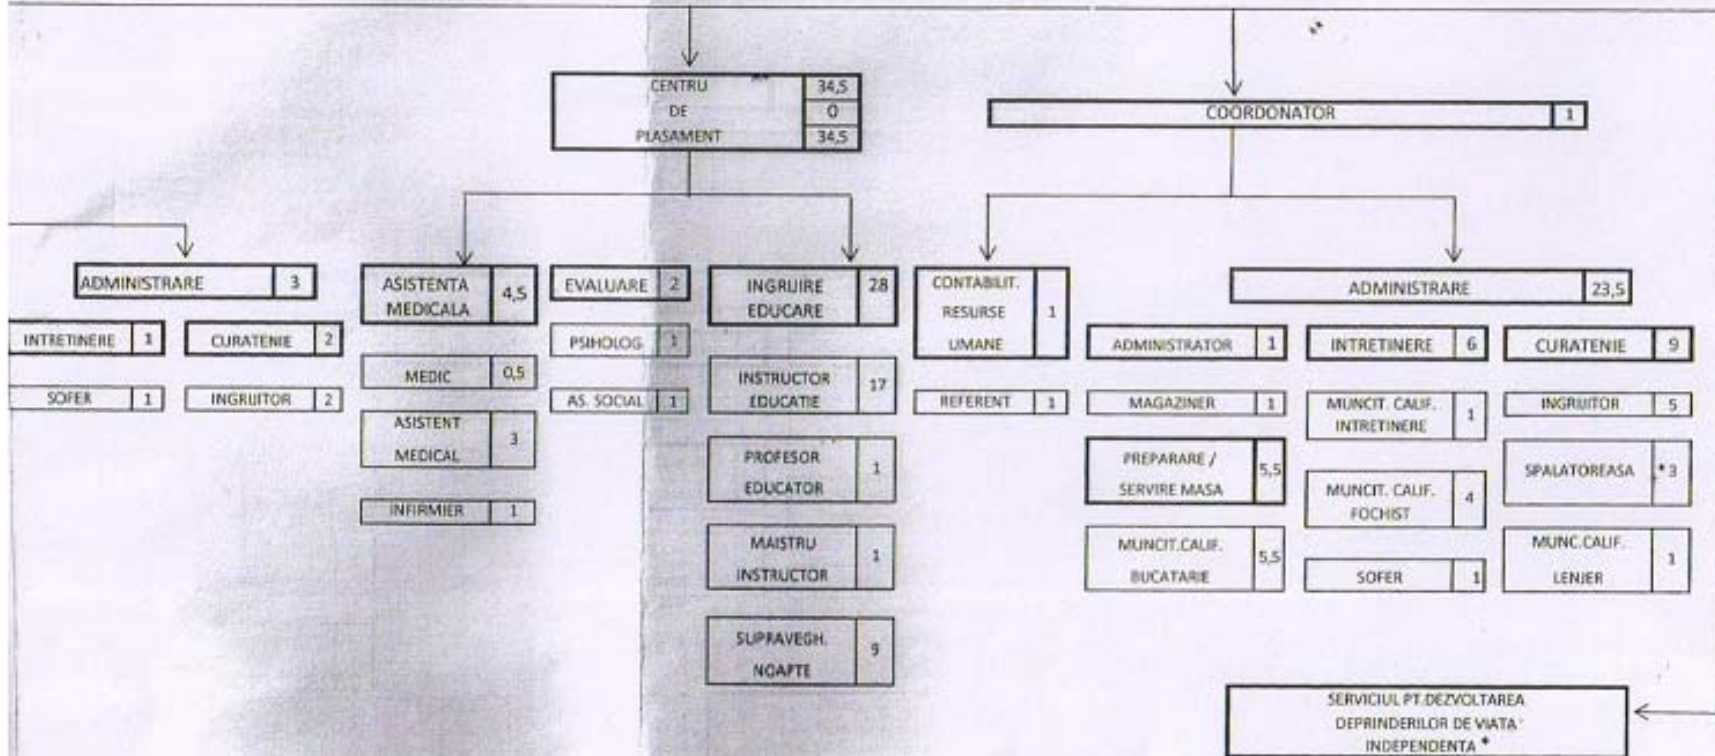 CENTRU 34,5
DE 0
PLASAMENT 34,5
COORDONATOR 1
ADMINISTRARE 3
INTRETINERE 1
SOFER 1
CURATENIE 2
INGRIJITOR 2
ASISTENTA
MEDICALA 4,5
MEDIC 0,5
ASISTENT
MEDICAL 3
INFIRMIER 1
EVALUARE 2
PSIHOLOG 1
AS. SOCIAL 1
INGRIJIRE
EDUCARE 28
INSTRUCTOR
EDUCATIE 17
PROFESOR
EDUCATOR 1
MAISTRU
INSTRUCTOR 1
SUPRAVEGH.
NOAPTE 9
CONTABILIT.
RESURSE 1
UMANE
REFERENT 1
ADMINISTRARE 23,5
ADMINISTRATOR 1
MAGAZINER 1
PREPARARE /
SERVIRE MASA 5,5
MUNCIT.CALIF.
BUCATARIE 5,5
INTRETINERE 6
MUNCIT. CALIF.
INTRETINERE 1
MUNCIT. CALIF.
FOCHIST 4
SOFER 1
CURATENIE 9
INGRIJITOR 5
SPALATOREASA *3
MUNC.CALIF.
LENJER 1
SERVICIUL PT.DEZVOLTAREA
DEPRINDERILOR DE VIATA
INDEPENDENTA *